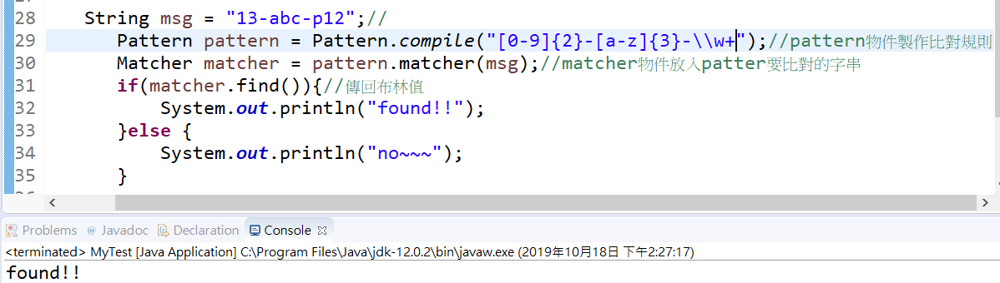 28 String msg = "13-abc-p12";//
29 Pattern pattern = Pattern.compile("[0-9]{2}-[a-z]{3}-\\w+");//pattern物件製作比對規則
30 Matcher matcher = pattern.matcher(msg);//matcher物件放入patter要比對的字串
31 if(matcher.find()){//傳回布林值
32 System.out.println("found!!");
33 }else {
34 System.out.println("no~~~");
35 }
Problems @ Javadoc Declaration Console
<terminated> MyTest [Java Application] C:\Program Files\Java\jdk-12.0.2\bin\javaw.exe (2019年10月18日 下午2:27:17)
found!!